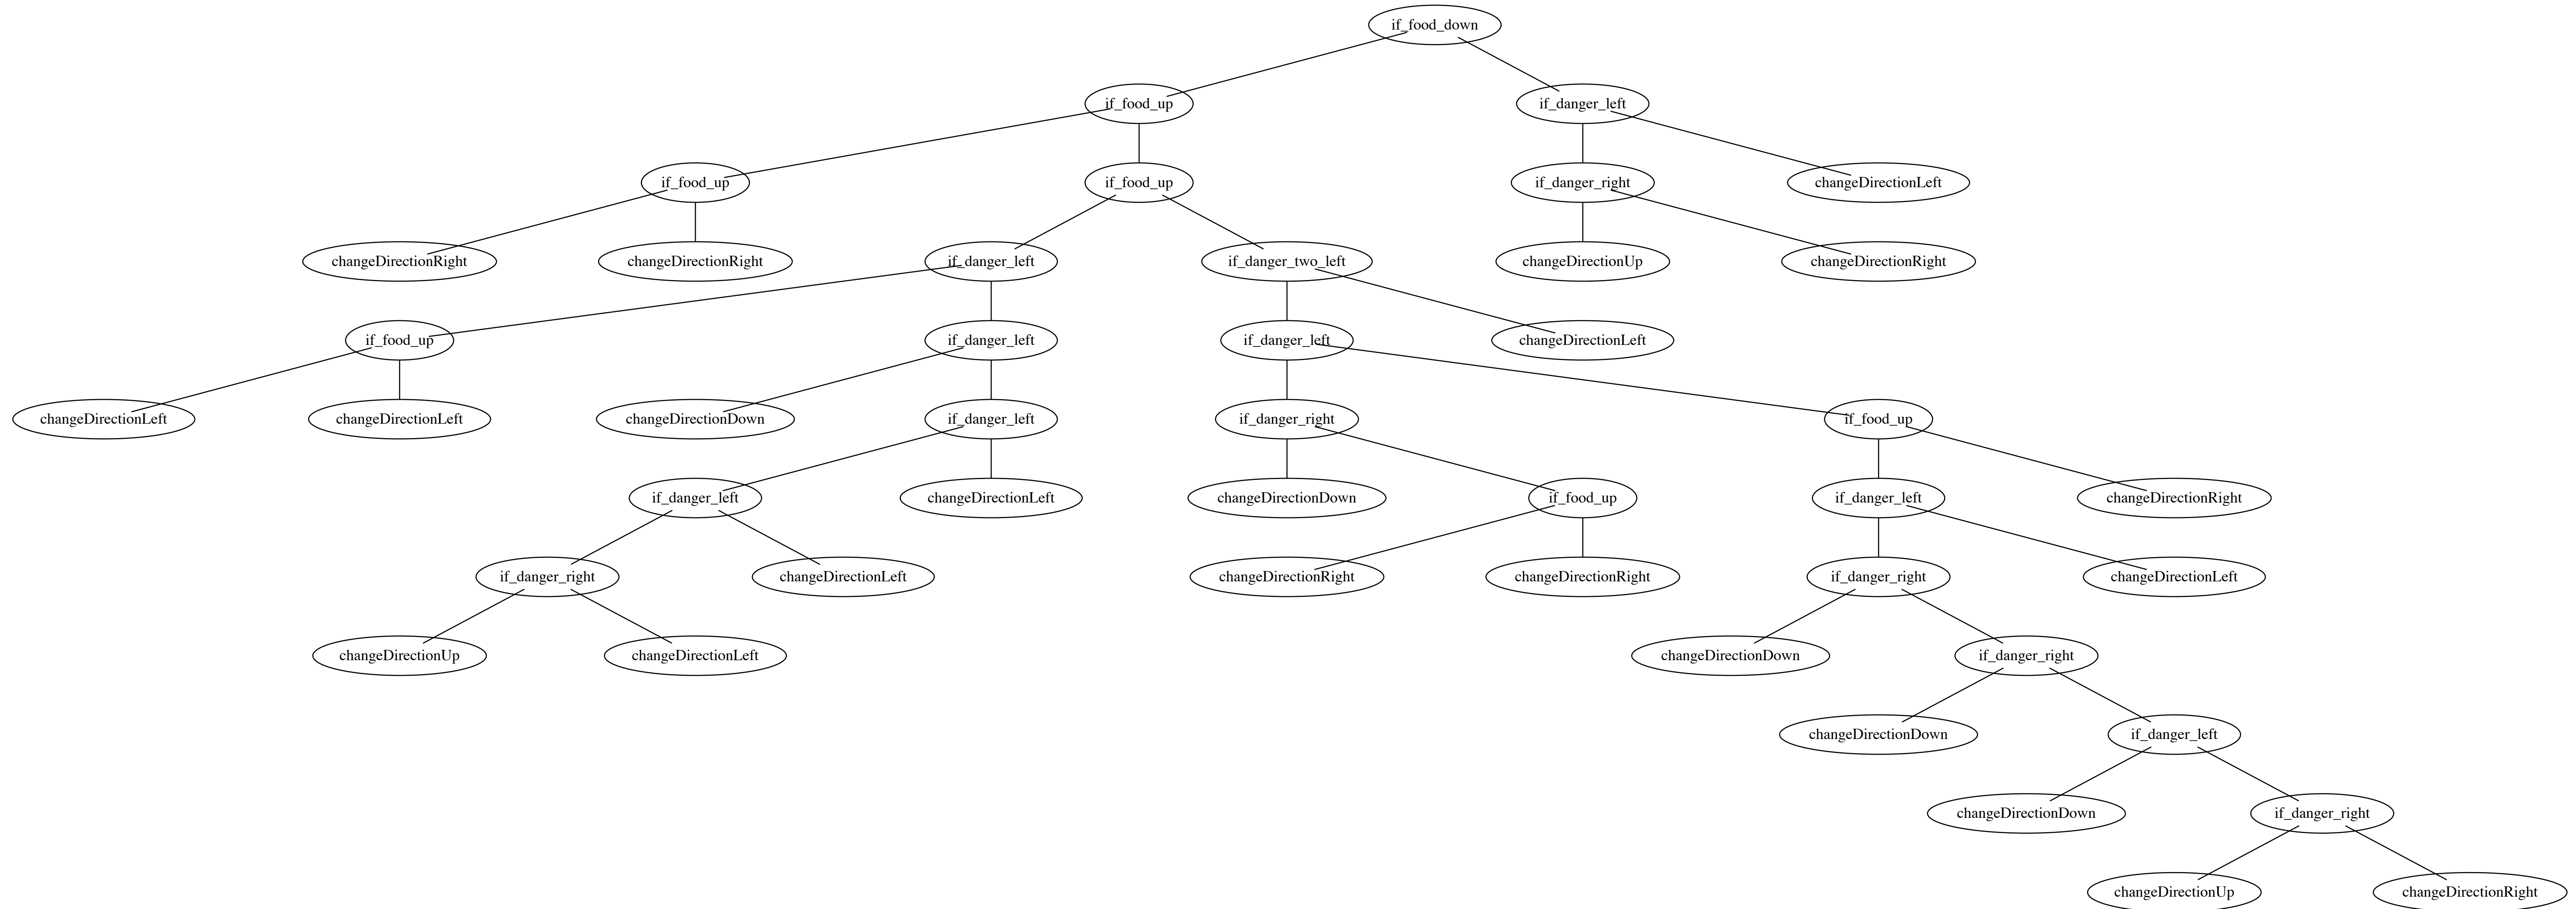 if_food_down
if_food_up
if_danger_left
if_food_up
if_food_up
if_danger_right
changeDirectionLeft
changeDirectionRight
changeDirectionRight
if_danger_left
if_danger_two_left
changeDirectionUp
changeDirectionRight
if_food_up
if_danger_left
if_danger_left
changeDirectionLeft
changeDirectionLeft
changeDirectionLeft
changeDirectionDown
if_danger_left
if_danger_right
if_food_up
if_danger_left
changeDirectionLeft
changeDirectionDown
if_food_up
if_danger_left
changeDirectionRight
if_danger_right
changeDirectionLeft
changeDirectionRight
changeDirectionRight
if_danger_right
changeDirectionLeft
changeDirectionUp
changeDirectionLeft
changeDirectionDown
if_danger_right
changeDirectionDown
if_danger_left
changeDirectionDown
if_danger_right
changeDirectionUp
changeDirectionRight